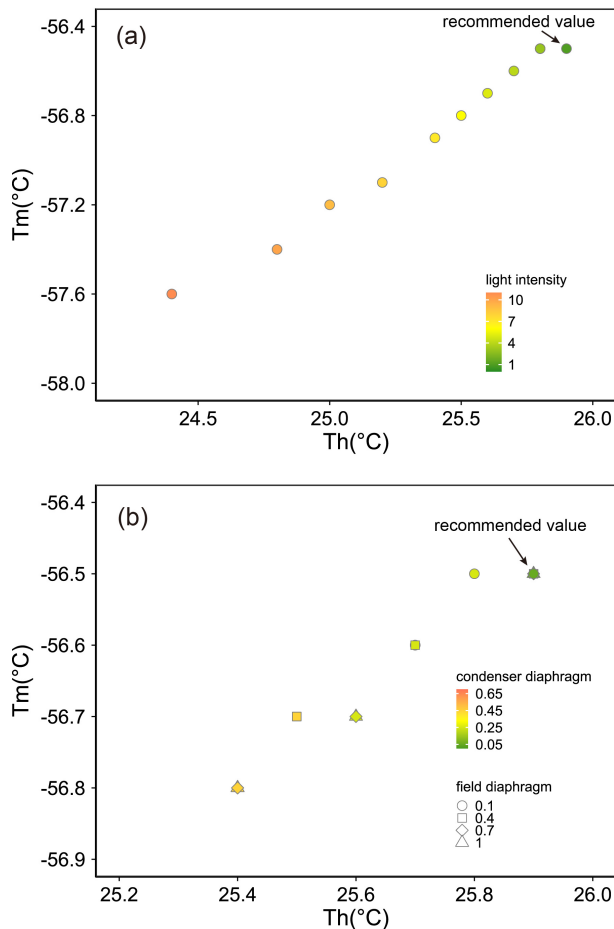 (a)
recommended value
-56.4
-56.8
-57.2
-57.6
-58.0
Tm(°C)
light intensity
10
7
4
1
24.5 25.0 25.5 26.0
Th(°C)
(b)
recommended value
-56.4
-56.5
-56.6
-56.7
-56.8
-56.9
Tm(°C)
condenser diaphragm
0.65
0.45
0.25
0.05
field diaphragm
0.1
0.4
0.7
1
25.2 25.4 25.6 25.8 26.0
Th(°C)